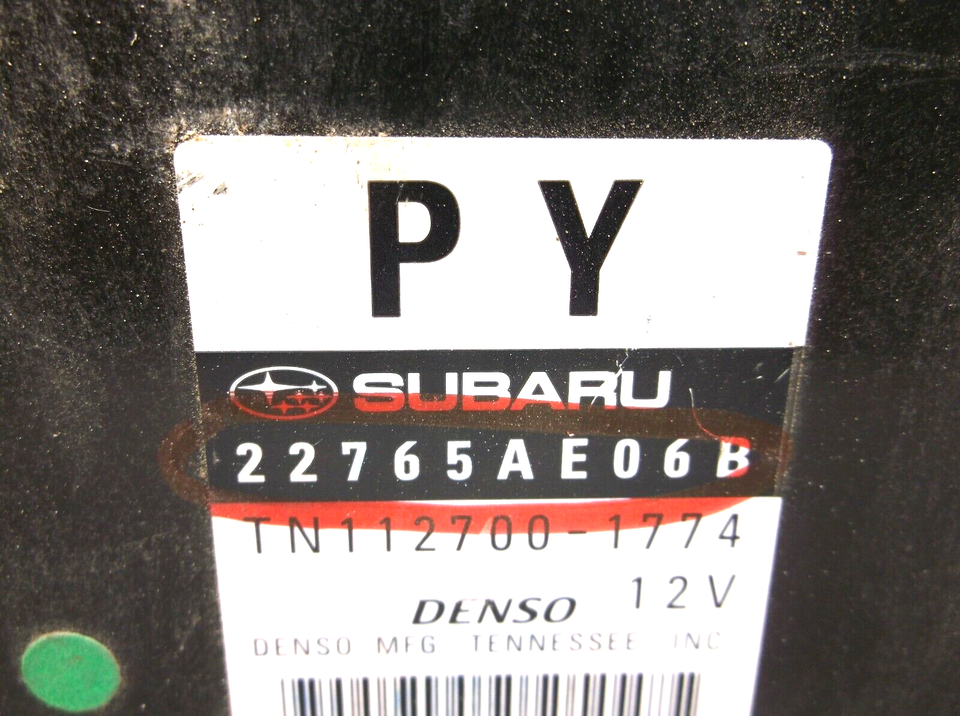 PY
SUBARU
22765AE06B
TN112700-1774
12V
DENSO
DENSO MFG TENNESSEE INC